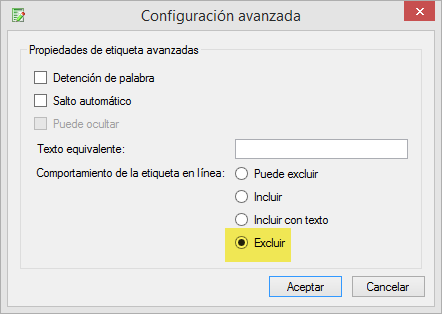 Configuración avanzada
Propiedades de etiqueta avanzadas
Detención de palabra
Salto automático
Puede ocultar
Texto equivalente:
Comportamiento de la etiqueta en línea:
Puede excluir
Incluir
Incluir con texto
Excluir
Aceptar
Cancelar